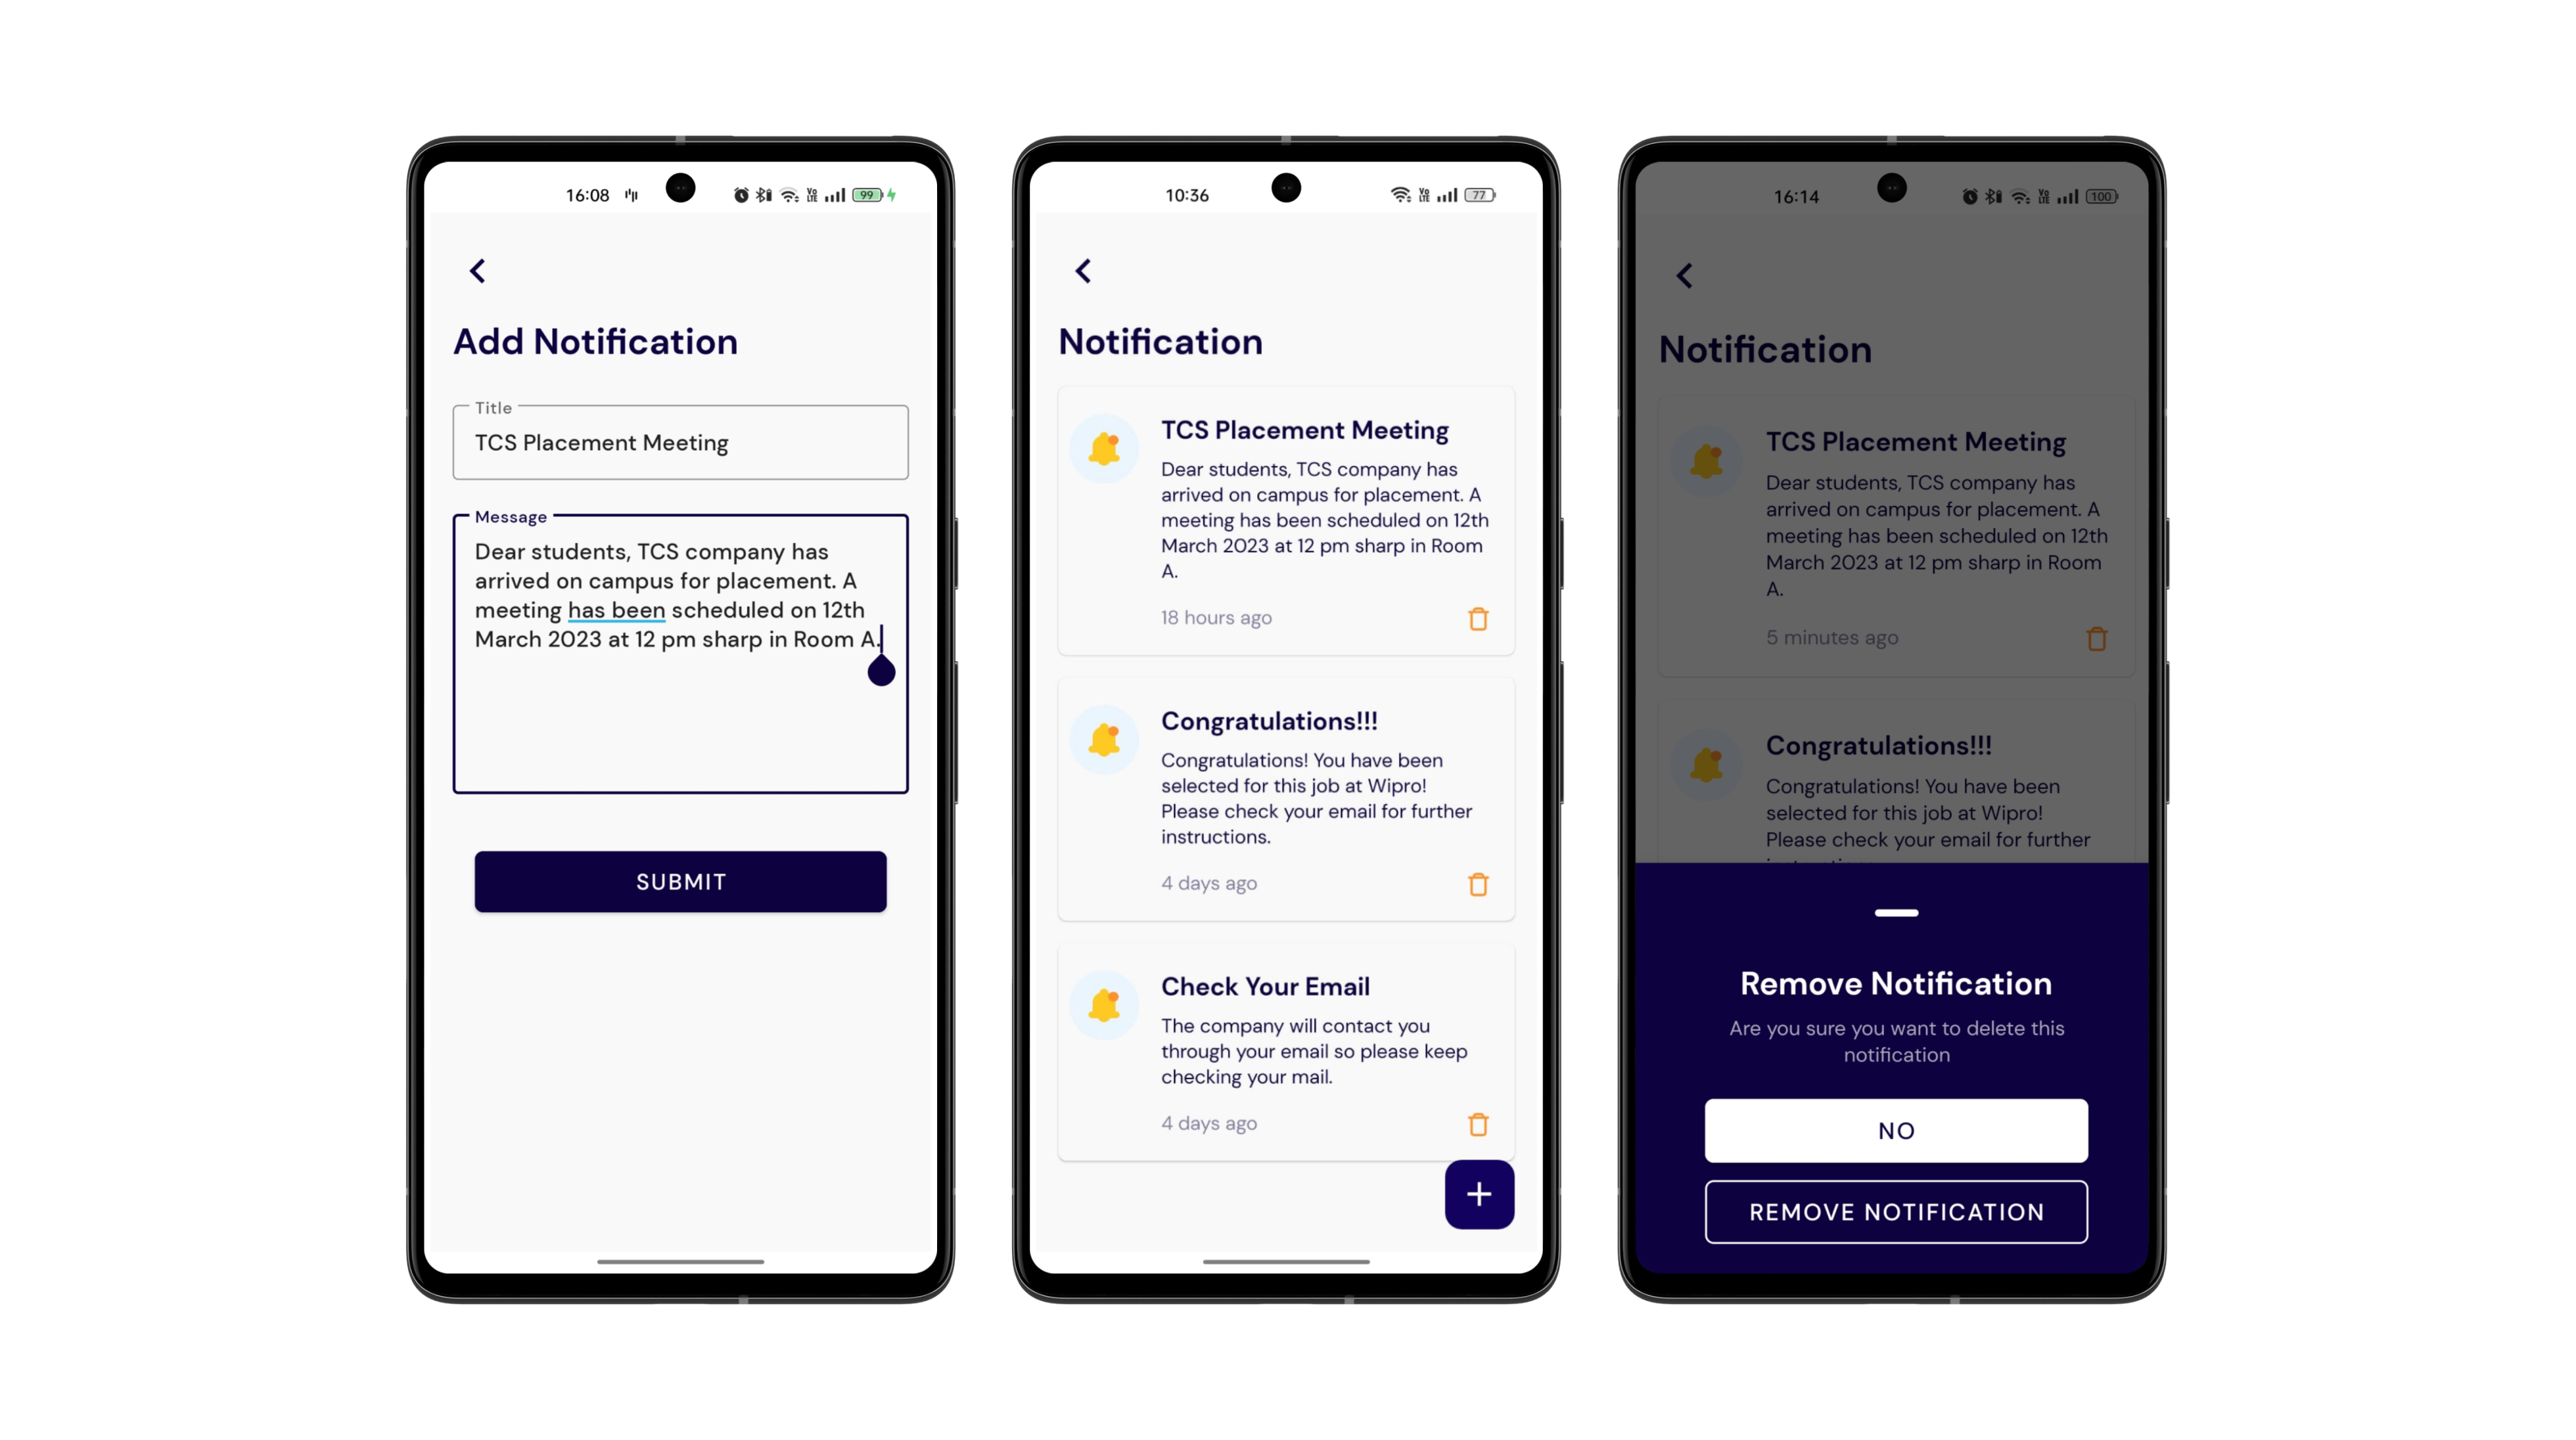 16:08
Vo
LTE
99
Add Notification
Title
TCS Placement Meeting
Message
Dear students, TCS company has
arrived on campus for placement. A
meeting has been scheduled on 12th
March 2023 at 12 pm sharp in Room A.
SUBMIT
10:36
Vo
LTE
77
Notification
TCS Placement Meeting
Dear students, TCS company has
arrived on campus for placement. A
meeting has been scheduled on 12th
March 2023 at 12 pm sharp in Room
A.
18 hours ago
Congratulations!!!
Congratulations! You have been
selected for this job at Wipro!
Please check your email for further
instructions.
4 days ago
Check Your Email
The company will contact you
through your email so please keep
checking your mail.
4 days ago
16:14
Vo
LTE
100
Notification
TCS Placement Meeting
Dear students, TCS company has
arrived on campus for placement. A
meeting has been scheduled on 12th
March 2023 at 12 pm sharp in Room
A.
5 minutes ago
Congratulations!!!
Congratulations! You have been
selected for this job at Wipro!
Please check your email for further
Remove Notification
Are you sure you want to delete this
notification
NO
REMOVE NOTIFICATION